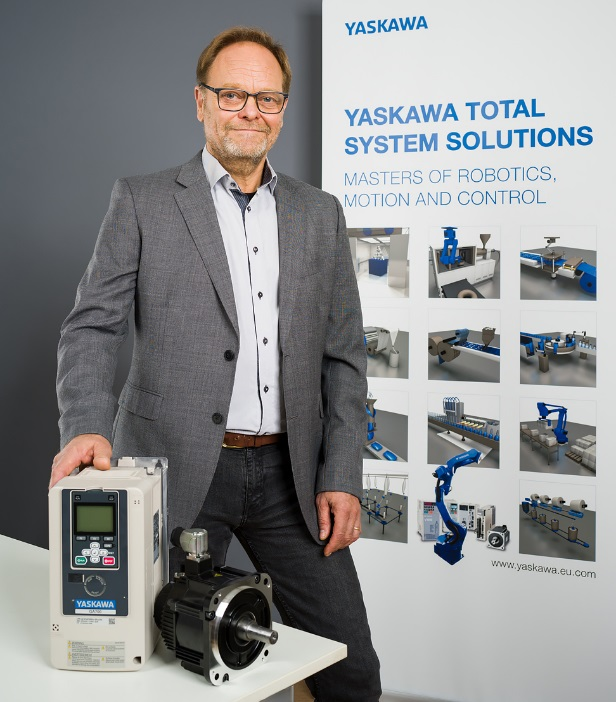 YASKAWA
YASKAWA TOTAL
SYSTEM SOLUTIONS
MASTERS OF ROBOTICS,
MOTION AND CONTROL
www.yaskawa.eu.com
YASKAWA